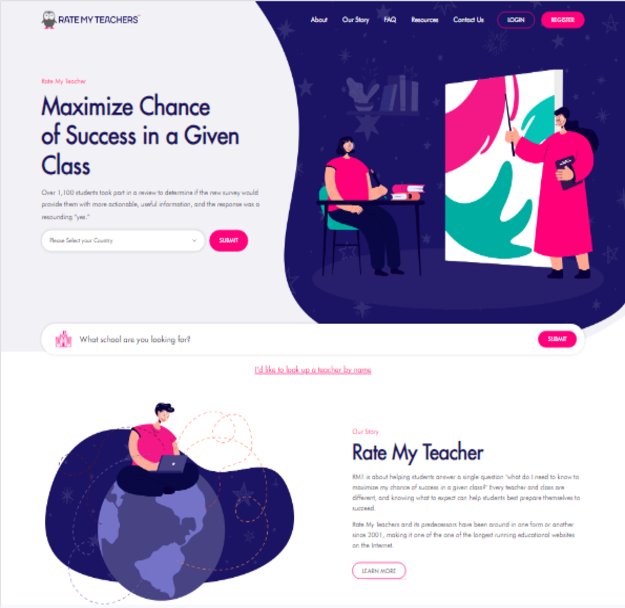 RATE MY TEACHERS
About Our Story FAQ Resources Contact Us LOGIN REGISTER
Rate My Teacher
Maximize Chance
of Success in a Given
Class
Over 1,100 students took part in a review to determine if the new survey would
provide them with more actionable, useful information, and the response was a
resounding "yes."
Please Select your Country SUBMIT
What school are you looking for? SUBMIT
I'd like to look up a teacher by name
Our Story
Rate My Teacher
RMT is about helping students answer a single question "what do I need to know to
maximize my chance of success in a given class?" Every teacher and class are
different, and knowing what to expect can help students best prepare themselves to
succeed.
Rate My Teachers and its predecessors have been around in one form or another
since 2001, making it one of the one of the longest running educational websites
on the Internet.
LEARN MORE